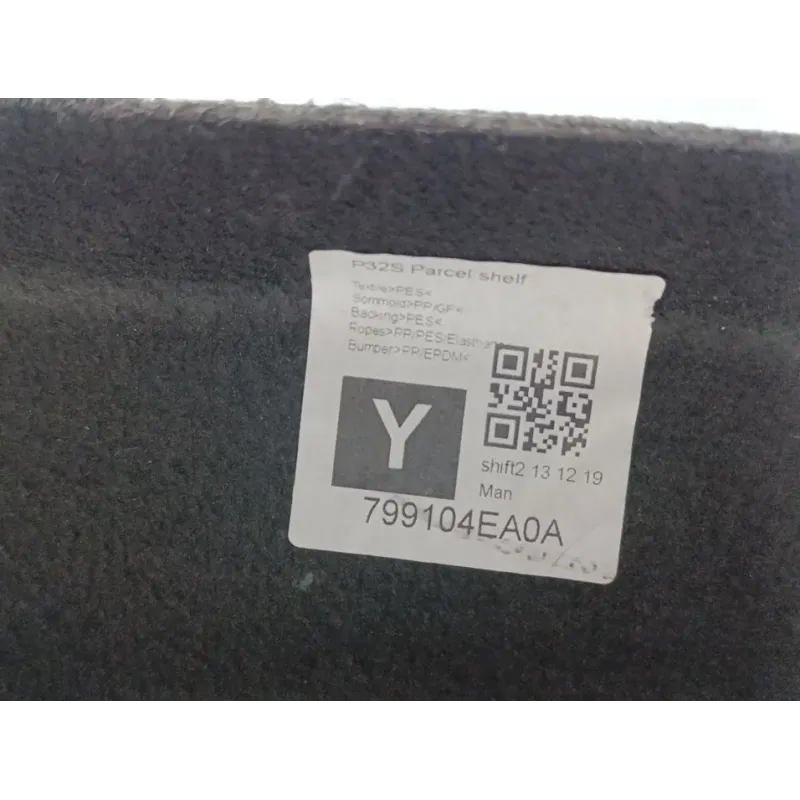 P32S Parcel shelf
Textile>PES<
Sommold>PP/GF<
Backing>PES<
Ropes>PP/PES/Elasthane
Bumper>PP/EPDM<
Y
shift2 13 12 19
Man
799104EA0A